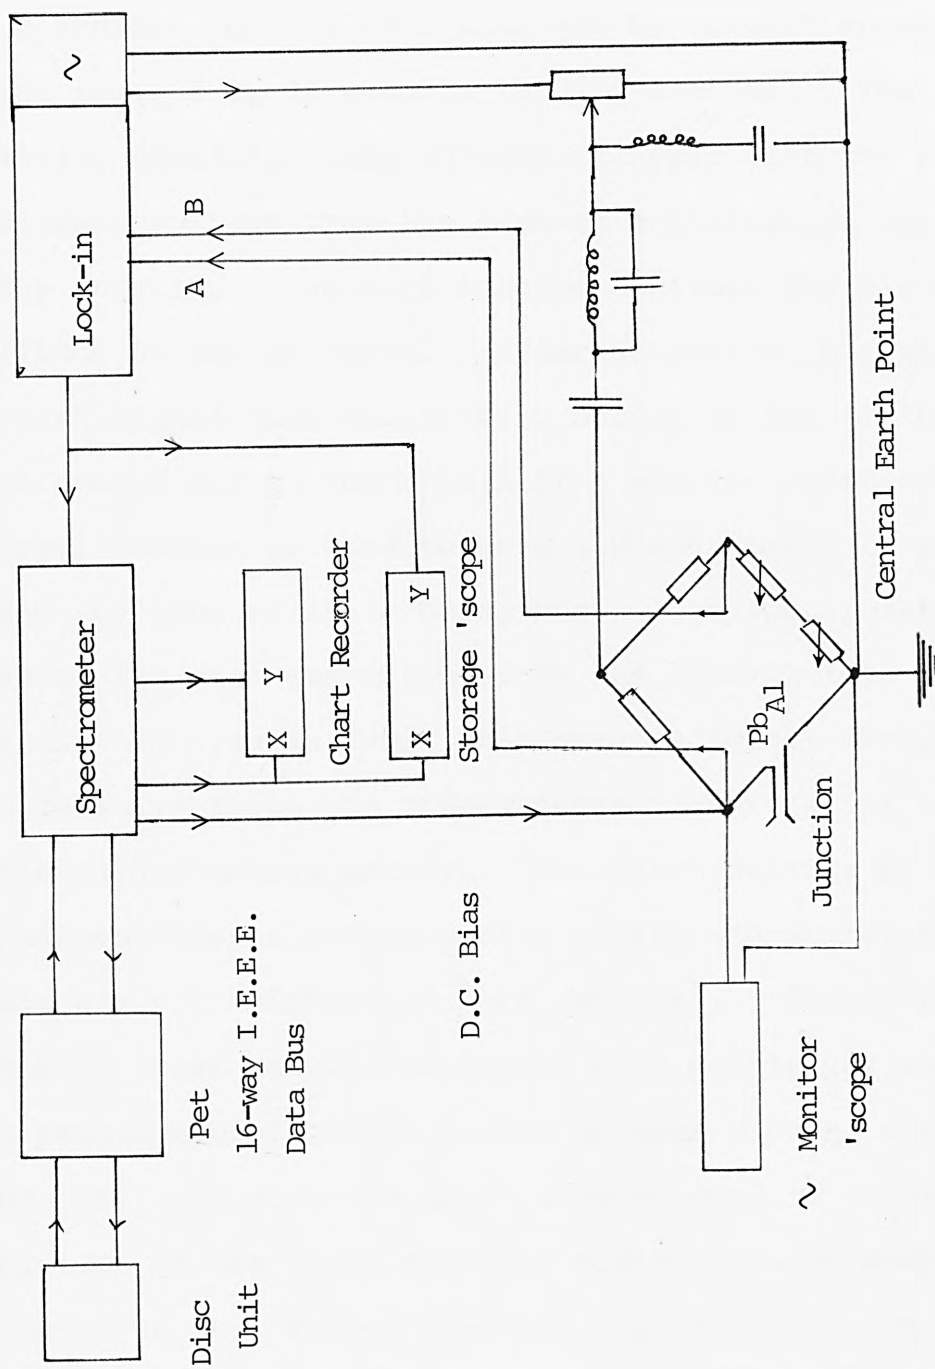 Disc
Unit
Pet
16-way I.E.E.E.
Data Bus
Spectrometer
Lock-in
~
A
B
X Y
Chart Recorder
X Y
Storage 'scope
D.C. Bias
~ Monitor
'scope
Junction
Pb
Al
Central Earth Point